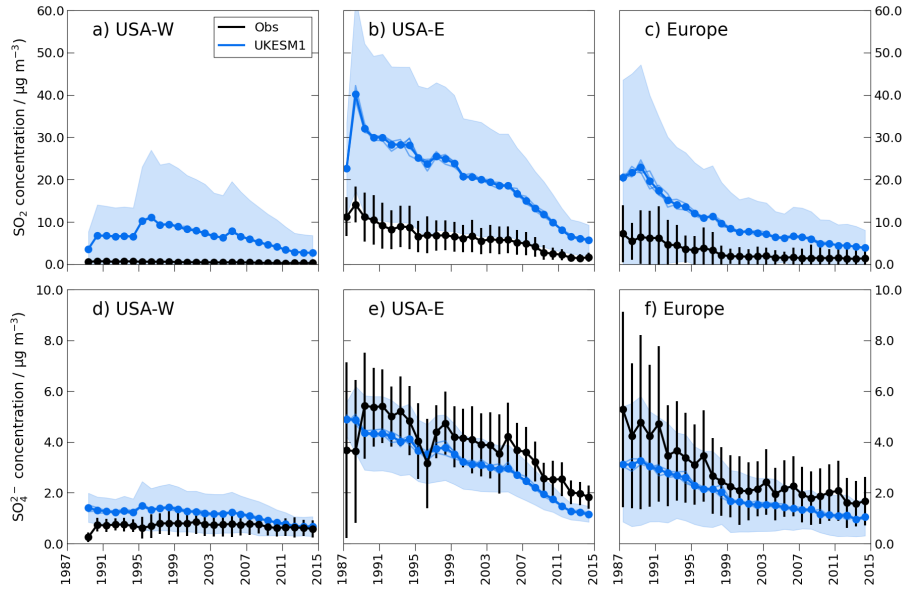 a) USA-W
Obs
UKESM1
b) USA-E
c) Europe
60.0
50.0
40.0
30.0
20.0
10.0
0.0
SO₂ concentration / μg m⁻³)
60.0
50.0
40.0
30.0
20.0
10.0
0.0
d) USA-W
e) USA-E
f) Europe
10.0
8.0
6.0
4.0
2.0
0.0
SO₄²⁻ concentration / μg m⁻³)
10.0
8.0
6.0
4.0
2.0
0.0
1987 1991 1995 1999 2003 2007 2011 2015
1987 1991 1995 1999 2003 2007 2011 2015
1987 1991 1995 1999 2003 2007 2011 2015